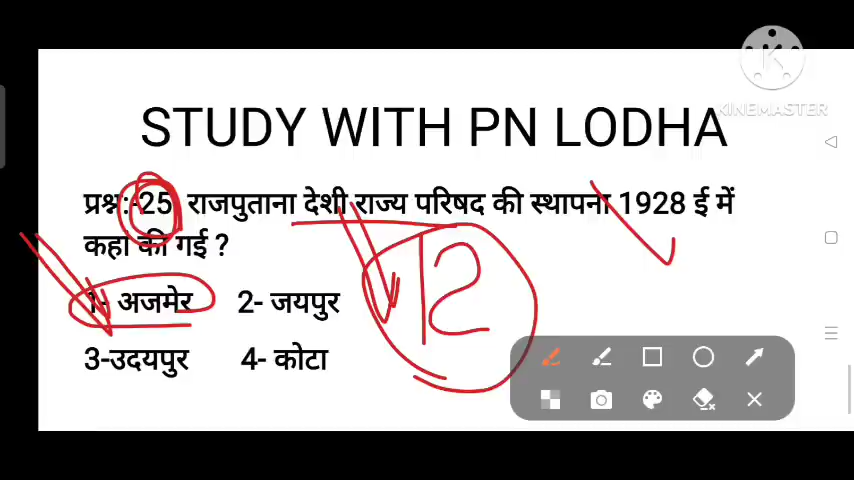 KINEMASTER
STUDY WITH PN LODHA
प्रश्न:-25 राजपुताना देशी राज्य परिषद की स्थापना 1928 ई में
कहां की गई ?
1- अजमेर 2- जयपुर
12
3-उदयपुर 4- कोटा